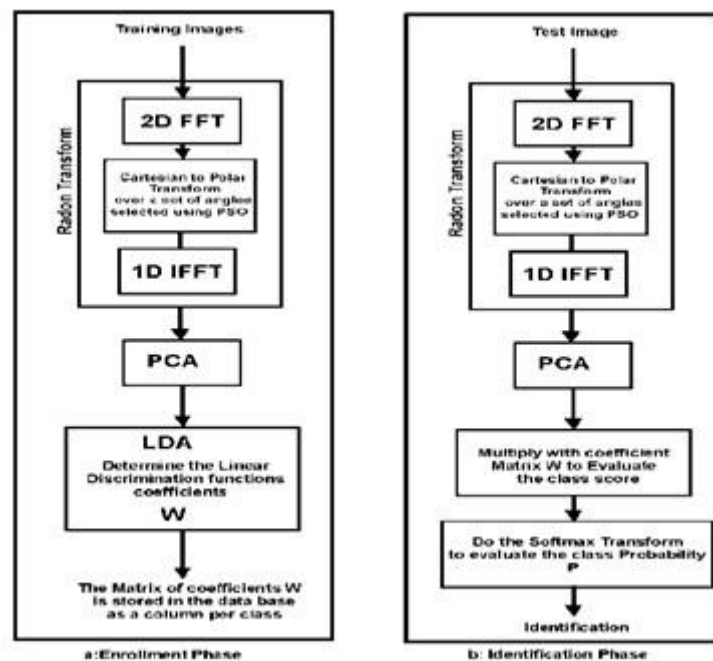 Training Images
Radon Transform
2D FFT
Cartesian to Polar
Transform
over a set of angles
selected using PSO
1D IFFT
PCA
LDA
Determine the Linear
Discrimination functions
coefficients
W
The Matrix of coefficients W
is stored in the data base
as a column per class
a:Enrollment Phase
Test Image
Radon Transform
2D FFT
Cartesian to Polar
Transform
over a set of angles
selected using PSO
1D IFFT
PCA
Multiply with coefficient
Matrix W to Evaluate
the class score
Do the Softmax Transform
to evaluate the class Probability
P
Identification
b: Identification Phase